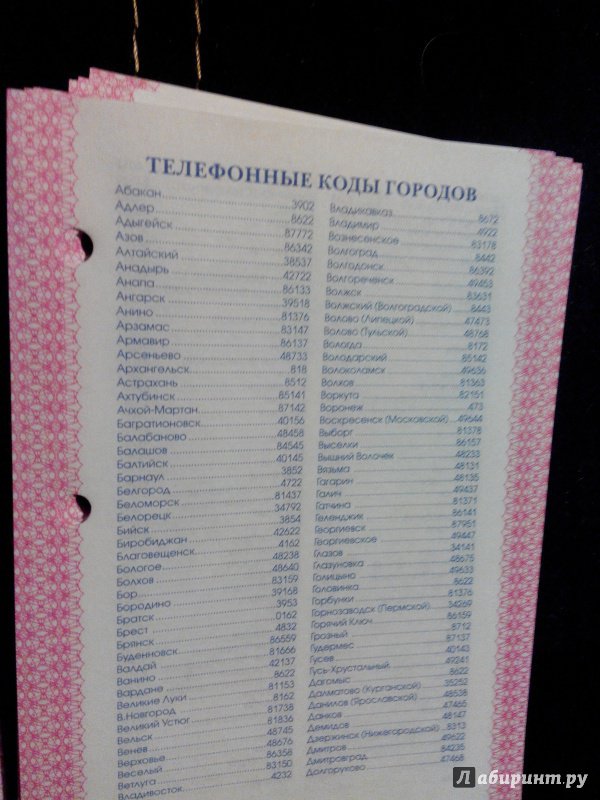 ТЕЛЕФОННЫЕ КОДЫ ГОРОДОВ
Абакан 3902
Адлер 8622
Адыгейск 87772
Азов 86342
Алтайский 38537
Анадырь 42722
Анапа 86133
Ангарск 39518
Анино 81376
Арзамас 83147
Армавир 86137
Арсеньево 48733
Архангельск 818
Астрахань 8512
Ахтубинск 85141
Ачхой-Мартан 87142
Багратионовск 40156
Балабаново 48458
Балашов 84545
Балтийск 40145
Барнаул 3852
Белгород 4722
Беломорск 81437
Белорецк 34792
Бийск 3854
Биробиджан 42622
Благовещенск 4162
Бологое 48238
Болхов 48640
Бор 83159
Бородино 39168
Братск 3953
Брест 0162
Брянск 4832
Буденновск 86559
Валдай 81666
Ванино 42137
Вардане 8622
Великие Луки 81153
В.Новгород 8162
Великий Устюг 81738
Вельск 81836
Венев 48745
Верховье 48676
Веселый 86358
Ветлуга 83150
Владивосток 4232
Владикавказ 8672
Владимир 4922
Вознесенское 83178
Волгоград 8442
Волгодонск 86392
Волгореченск 49453
Волжск 83631
Волжский (Волгоградской) 8443
Волово (Липецкой) 47473
Волово (Тульской) 48768
Вологда 8172
Володарский 85142
Волоколамск 49636
Волхов 81363
Воркута 82151
Воронеж 473
Воскресенск (Московской) 49644
Выборг 81378
Выселки 86157
Вышний Волочек 48233
Вязьма 48131
Гагарин 48135
Галич 49437
Гатчина 81371
Геленджик 86141
Георгиевск 87951
Георгиевское 49447
Глазов 34141
Глазуновка 48675
Голицыно 49633
Головинка 8622
Горбунки 81376
Горнозаводск (Пермской) 34269
Горячий Ключ 86159
Грозный 8712
Гудермес 87137
Гусев 40143
Гусь-Хрустальный 49241
Дагомыс 8622
Далматово (Курганской) 35252
Данилов (Ярославской) 48538
Данков 47465
Демидов 48147
Дзержинск (Нижегородской) 8313
Дмитров 49622
Дмитровград 84235
Долгоруково 47468
Лабиринт.ру